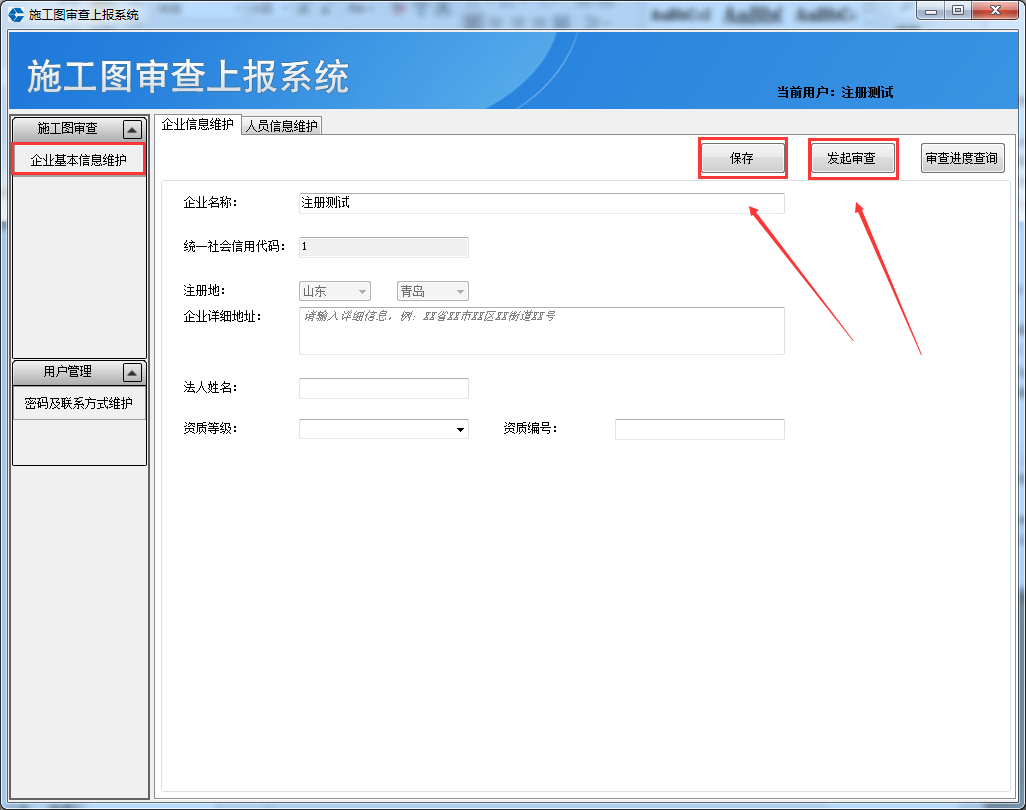 施工图审查上报系统
施工图审查上报系统
当前用户：注册测试
施工图审查
企业基本信息维护
用户管理
密码及联系方式维护
企业信息维护 人员信息维护
保存 发起审查 审查进度查询
企业名称： 注册测试
统一社会信用代码： 1
注册地： 山东 青岛
企业详细地址： 请输入详细信息，例：XX省XX市XX区XX街道XX号
法人姓名：
资质等级： 资质编号：